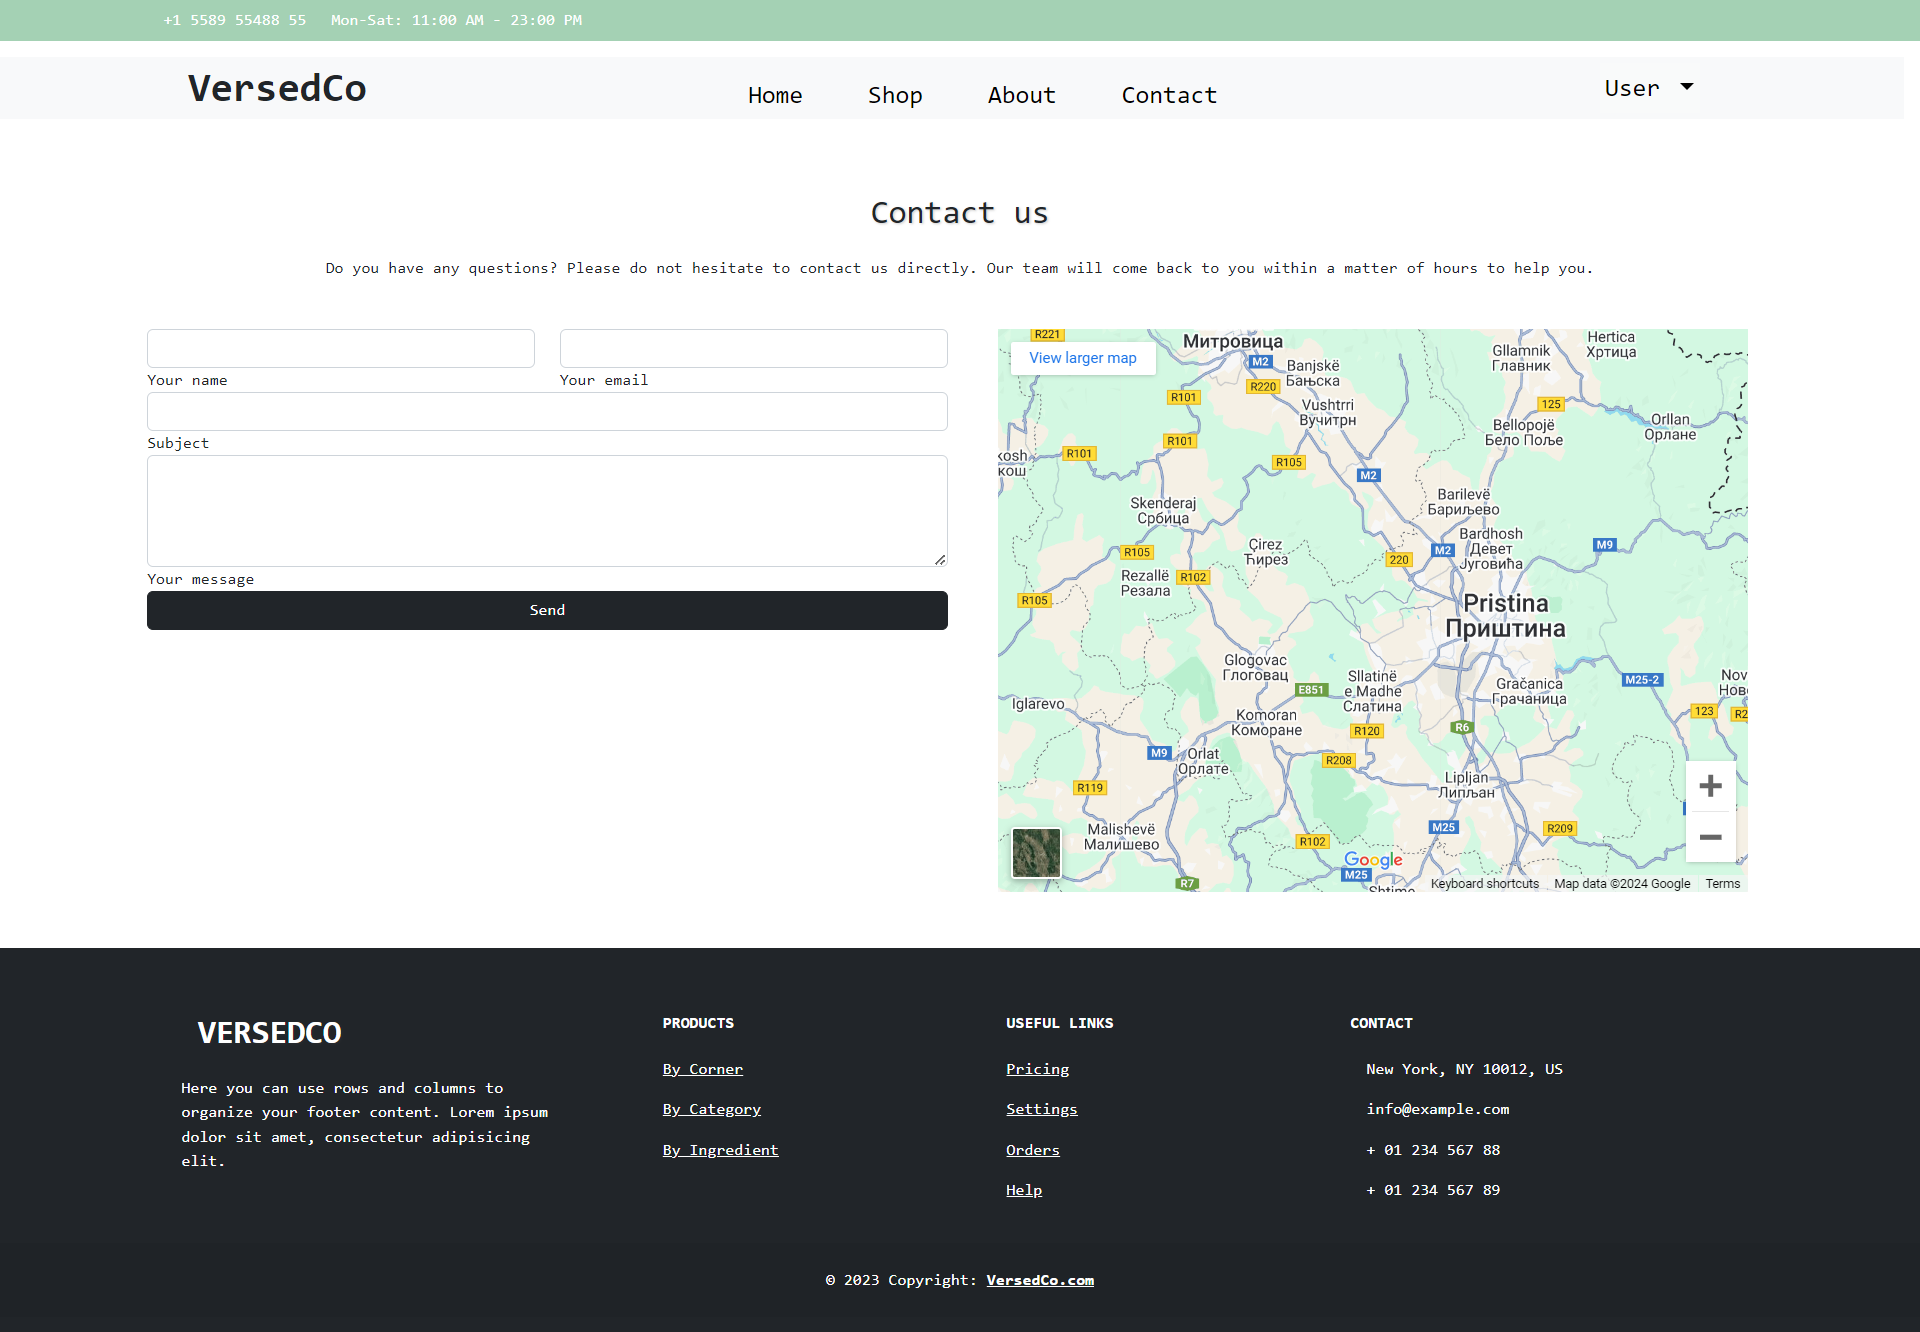 +1 5589 55488 55 Mon-Sat: 11:00 AM - 23:00 PM
VersedCo
Home Shop About Contact
User
Contact us
Do you have any questions? Please do not hesitate to contact us directly. Our team will come back to you within a matter of hours to help you.
Your name Your email
Subject
Your message
Send
View larger map
R221
Митровица
M2
Banjskë
Бањска
R220
Gllamnik
Главник
Hertica
Хртица
R101
Vushtrri
Вучитрн
125
Bellopojë
Бело Поље
Orllan
Орлане
R101
kosh
кош
R101
R105
M2
Skenderaj
Србица
Barilevë
Бариљево
Bardhosh
Девет
Југовића
M2
M9
R105
Çirez
Ћирез
220
Rezallë
Резала
R102
R105
Pristina
Приштина
Glogovac
Глоговац
E851
Sllatinë
e Madhe
Слатина
Gračanica
Грачаница
M25-2
Nov
Нов
Iglarevo
Komoran
Коморане
R120
R6
123
R2
M9
Orlat
Орлате
R208
Lipljan
Липљан
R119
Malishevë
Малишево
R102
M25
R209
Google
M25
R7
Shtime
Keyboard shortcuts Map data ©2024 Google Terms
VERSEDCO
Here you can use rows and columns to
organize your footer content. Lorem ipsum
dolor sit amet, consectetur adipisicing
elit.
PRODUCTS
By Corner
By Category
By Ingredient
USEFUL LINKS
Pricing
Settings
Orders
Help
CONTACT
New York, NY 10012, US
info@example.com
+ 01 234 567 88
+ 01 234 567 89
© 2023 Copyright: VersedCo.com